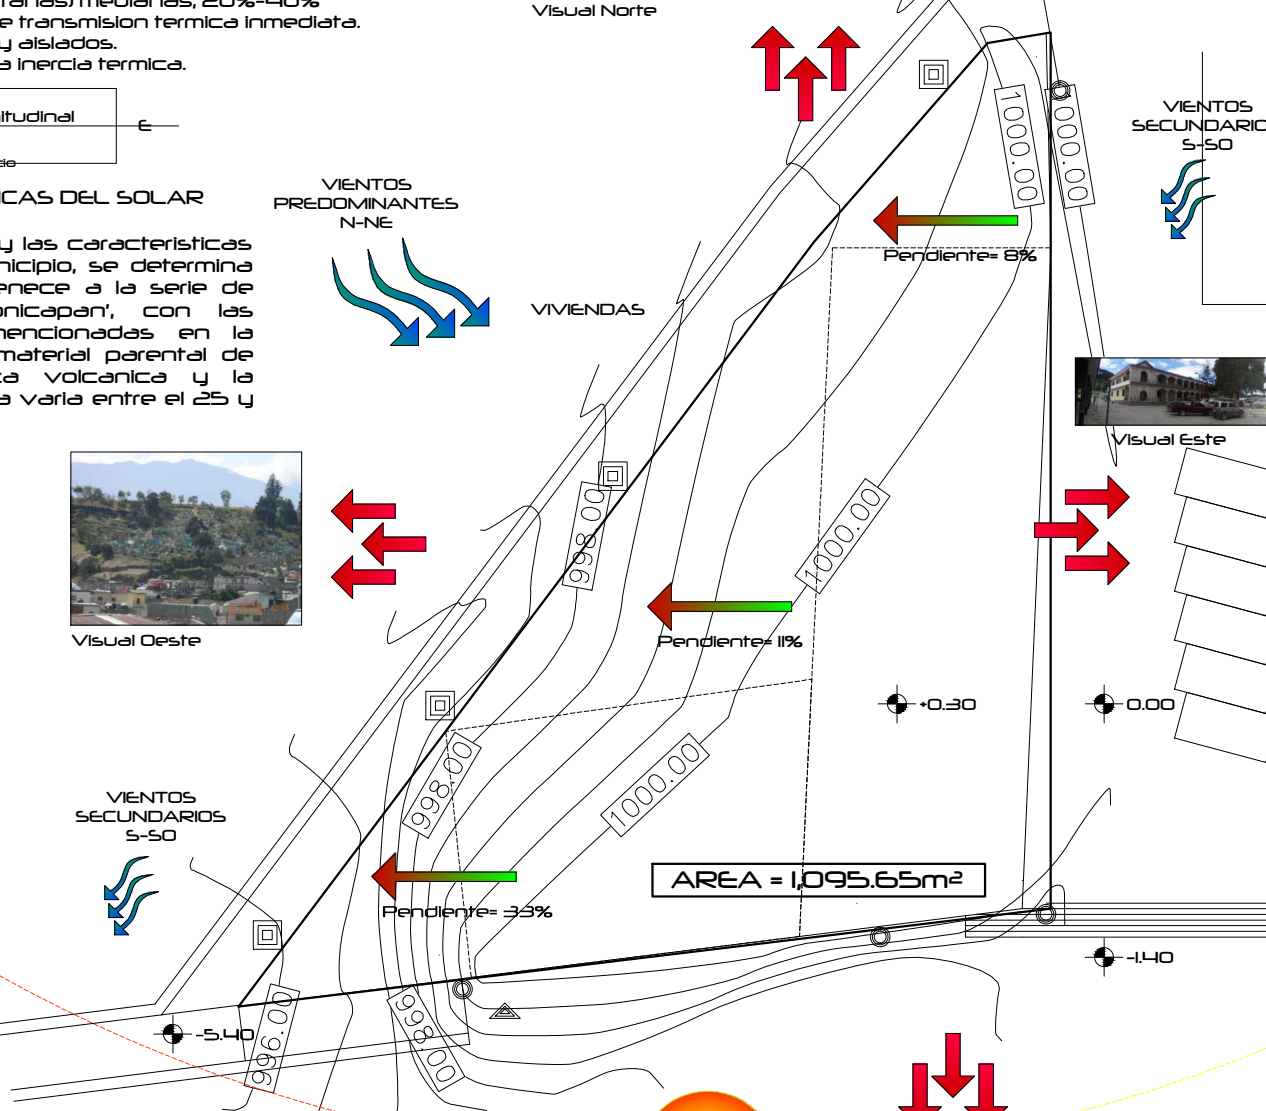 medianas, 20%-40%
e transmision termica inmediata.
y aislados.
a inercia termica.
itudinal
E
CAS DEL SOLAR
y las caracteristicas
nicipio, se determina
enece a la serie de
onicapan', con las
mencionadas en la
material parental de
ca volcanica y la
a varia entre el 25 y
Visual Norte
VIENTOS
PREDOMINANTES
N-NE
VIVIENDAS
VIENTOS
SECUNDARIO
S-SO
1000.00
000.00
Pendiente= 8%
Visual Este
Visual Oeste
998.00
1000.00
Pendiente= 11%
+0.30
0.00
998.00
1000.00
VIENTOS
SECUNDARIOS
S-SO
AREA = 1,095.65m²
Pendiente= 33%
-1.40
-5.40
996.00
998.00